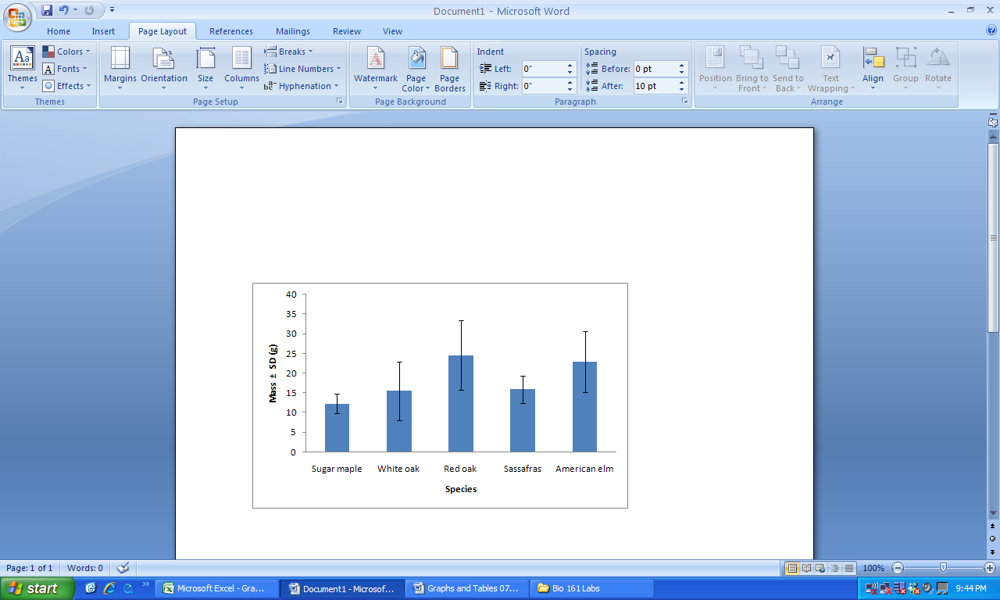 Document1 - Microsoft Word
Home Insert Page Layout References Mailings Review View
Aa Themes Colors Fonts Effects Themes
Margins Orientation Size Columns Breaks Line Numbers Hyphenation Page Setup
Watermark Page Color Page Borders Page Background
Indent Left: 0" Right: 0" Spacing Before: 0 pt After: 10 pt Paragraph
Position Bring to Front Send to Back Text Wrapping Align Group Rotate Arrange
40
35
30
25
20
15
10
5
0
Mass ± SD (g)
Sugar maple White oak Red oak Sassafras American elm
Species
Page: 1 of 1 Words: 0 100%
start Microsoft Excel - Gra... Document1 - Microsof... Graphs and Tables 07... Bio 161 Labs 9:44 PM